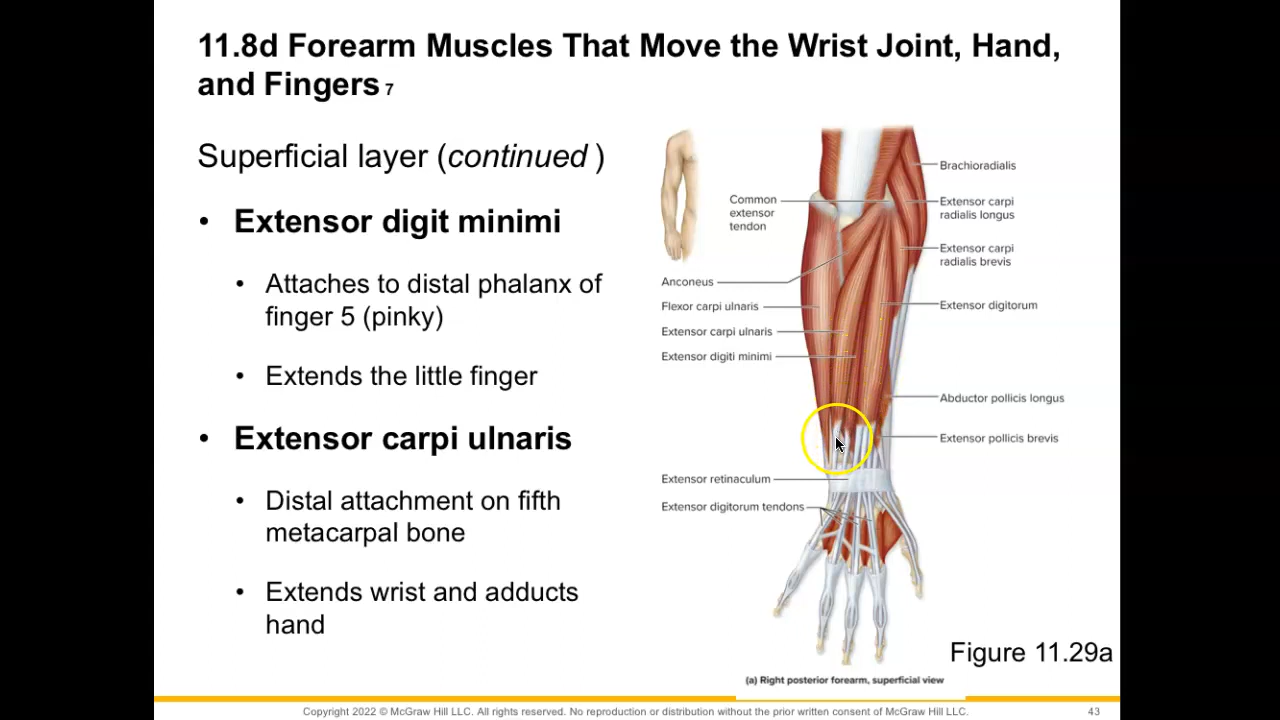 11.8d Forearm Muscles That Move the Wrist Joint, Hand,
and Fingers 7
Superficial layer (continued )
• Extensor digit minimi
• Attaches to distal phalanx of
finger 5 (pinky)
• Extends the little finger
• Extensor carpi ulnaris
• Distal attachment on fifth
metacarpal bone
• Extends wrist and adducts
hand
Common
extensor
tendon
Anconeus
Flexor carpi ulnaris
Extensor carpi ulnaris
Extensor digiti minimi
Extensor retinaculum
Extensor digitorum tendons
Brachioradialis
Extensor carpi
radialis longus
Extensor carpi
radialis brevis
Extensor digitorum
Abductor pollicis longus
Extensor pollicis brevis
Figure 11.29a
(a) Right posterior forearm, superficial view
Copyright 2022 © McGraw Hill LLC. All rights reserved. No reproduction or distribution without the prior written consent of McGraw Hill LLC.
43